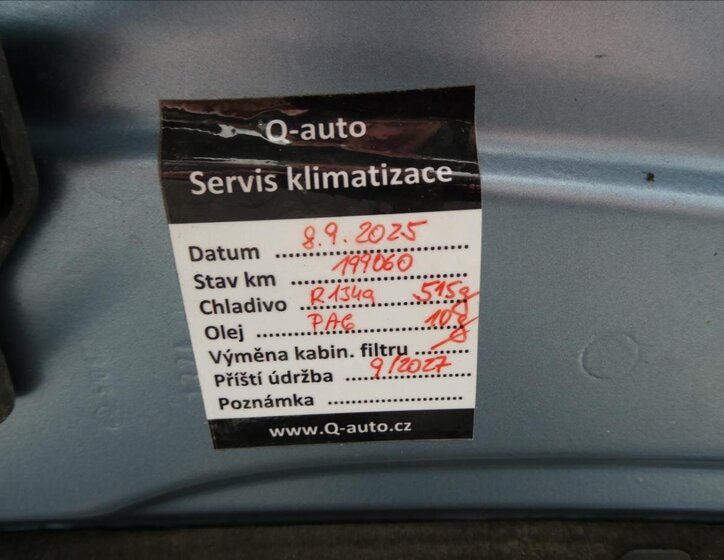 Q-auto
Servis klimatizace
Datum 8.9.2025
Stav km 199060
Chladivo R134a 515g
Olej PAG 10g
Výměna kabin. filtru
Příští údržba 9/2027
Poznámka
www.Q-auto.cz